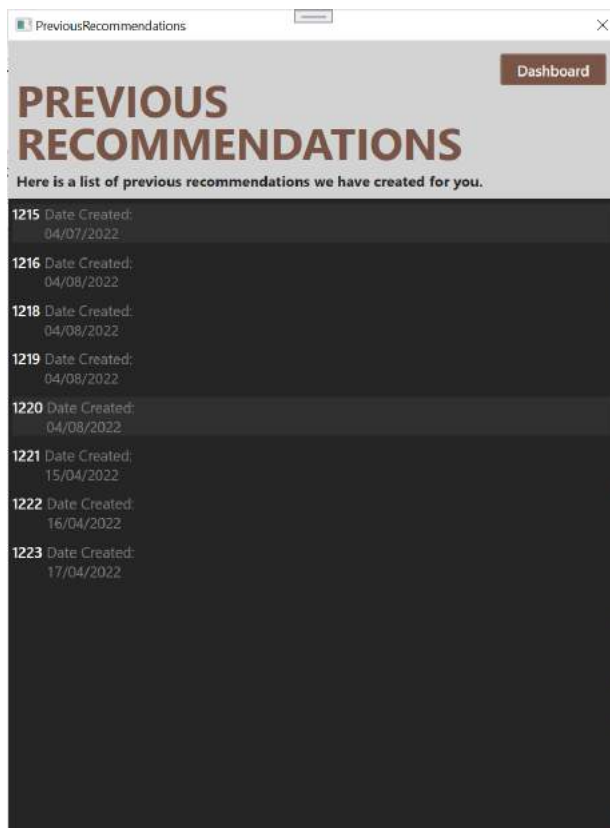 PreviousRecommendations
Dashboard
PREVIOUS
RECOMMENDATIONS
Here is a list of previous recommendations we have created for you.
1215 Date Created:
04/07/2022
1216 Date Created:
04/08/2022
1218 Date Created:
04/08/2022
1219 Date Created:
04/08/2022
1220 Date Created:
04/08/2022
1221 Date Created:
15/04/2022
1222 Date Created:
16/04/2022
1223 Date Created:
17/04/2022